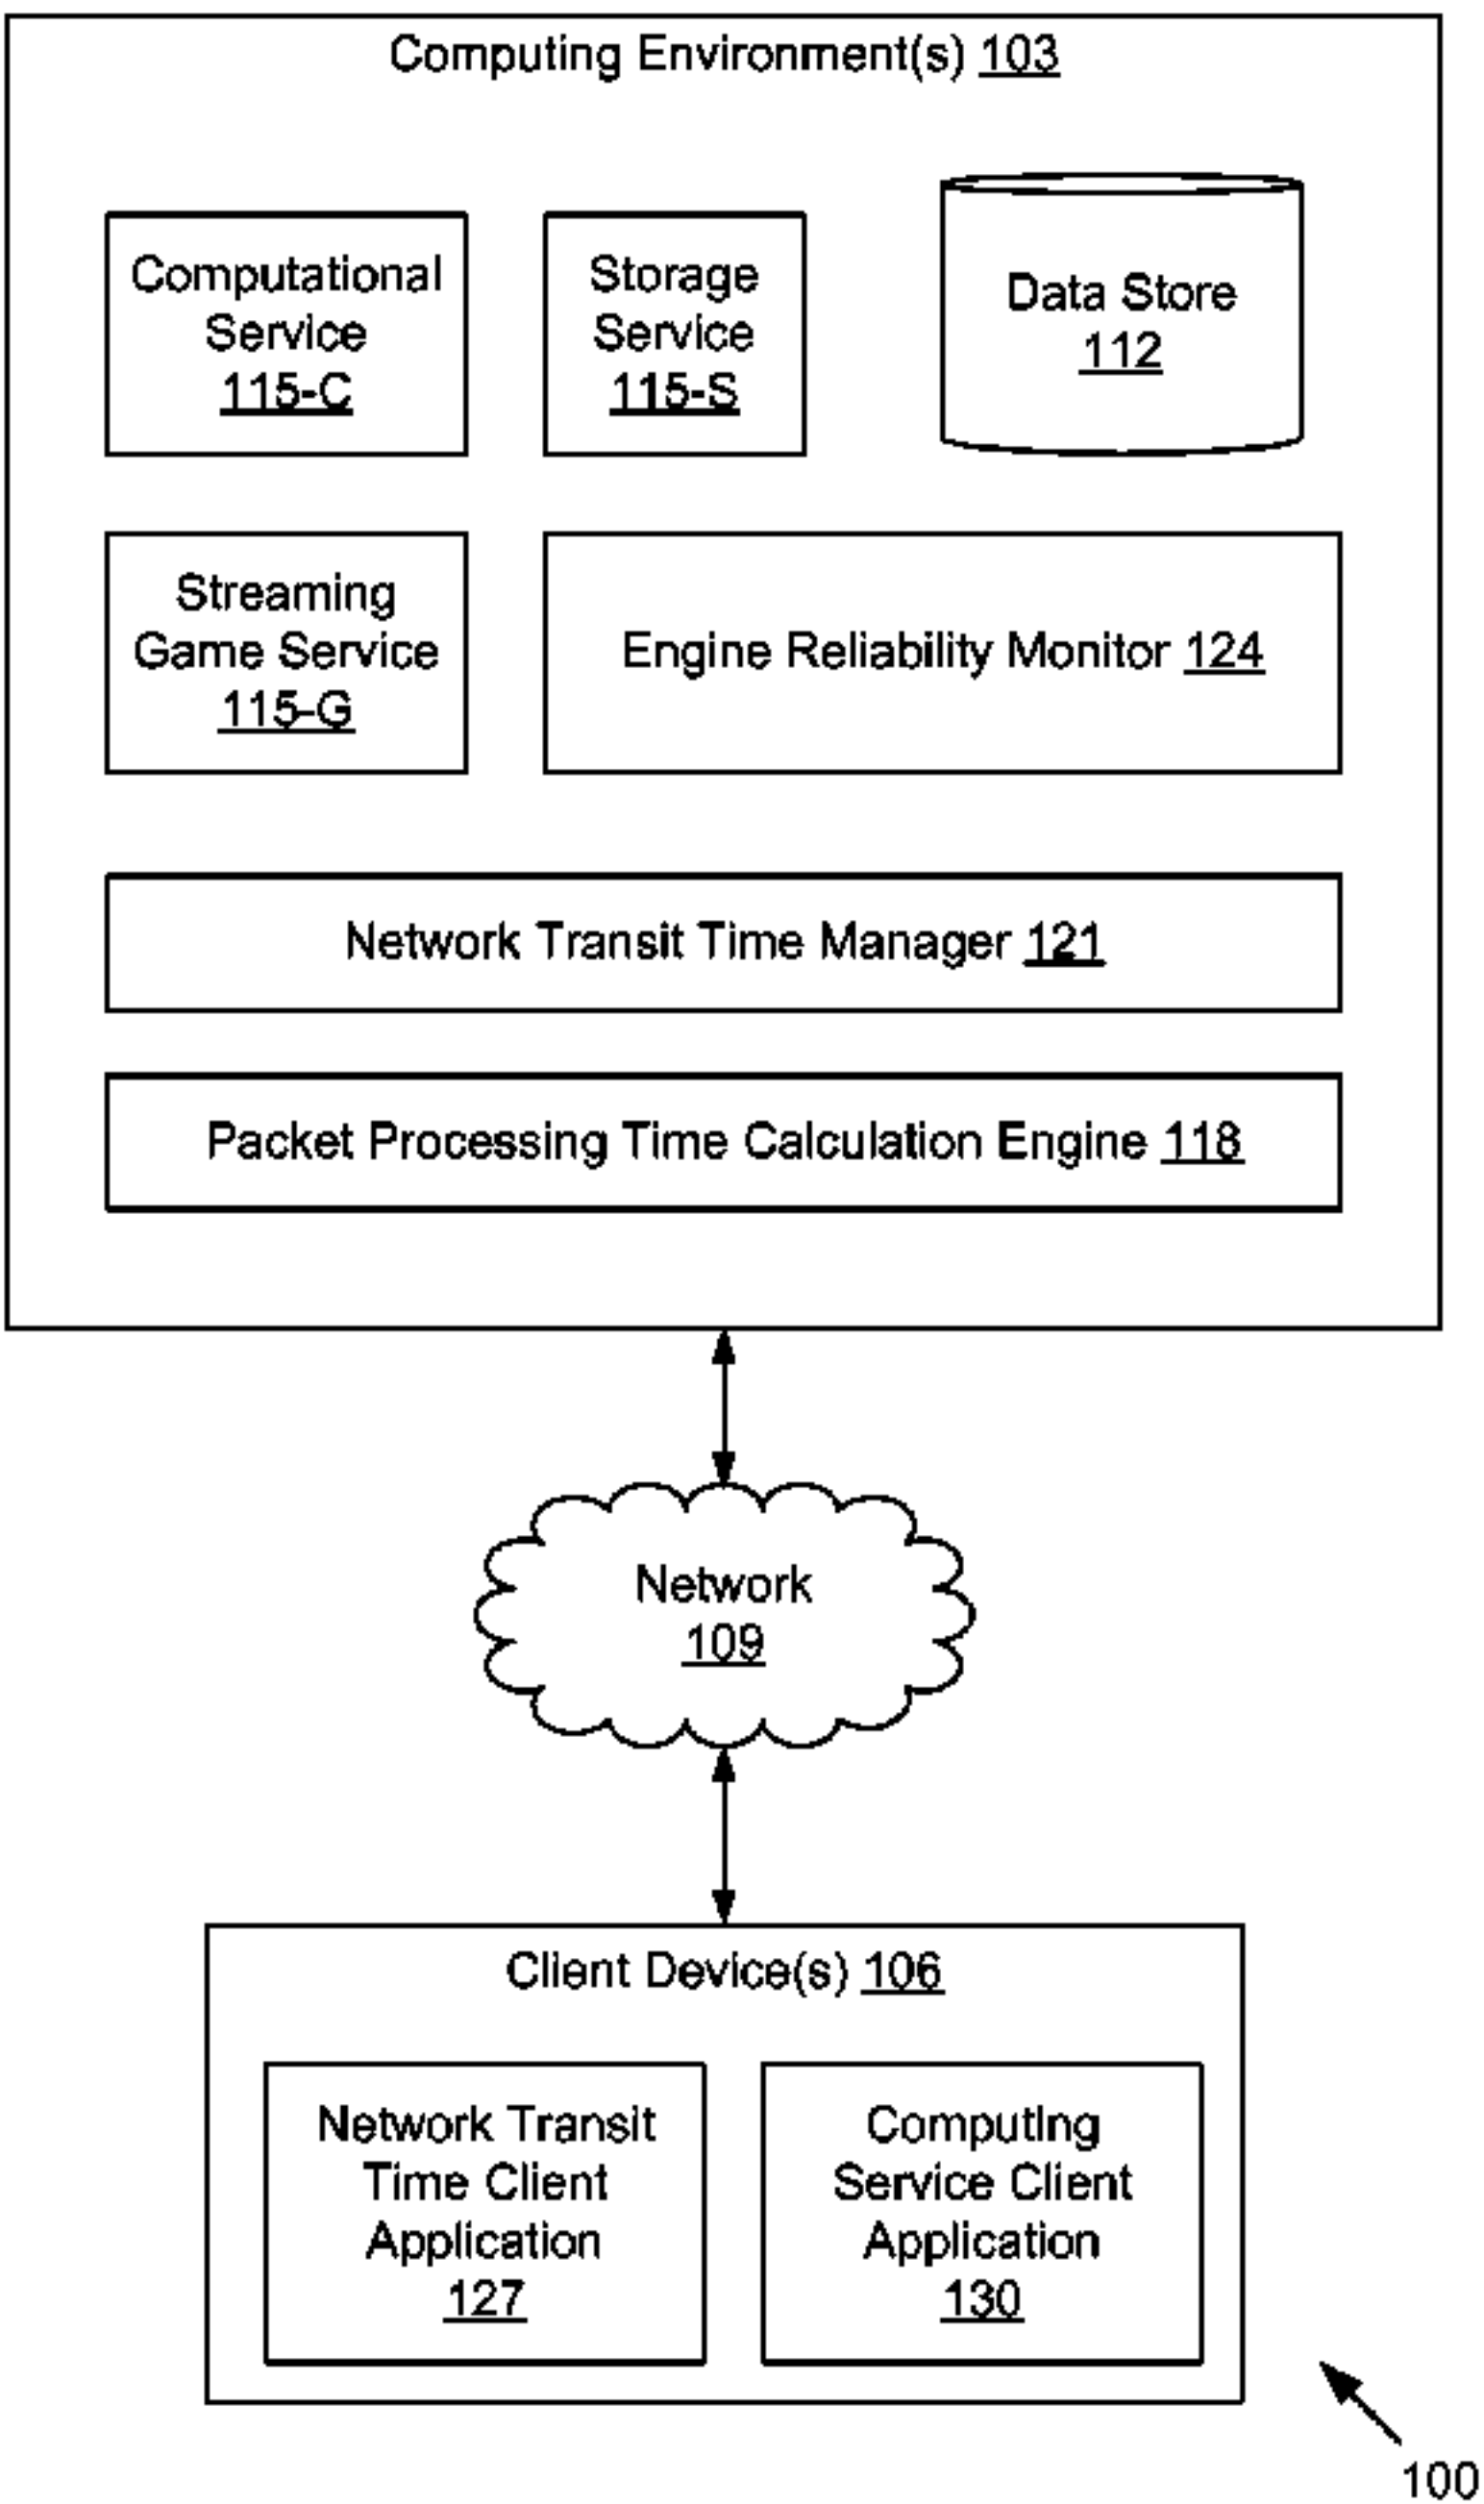 Computing Environment(s) 103
Computational
Service
115-C
Storage
Service
115-S
Data Store
112
Streaming
Game Service
115-G
Engine Reliability Monitor 124
Network Transit Time Manager 121
Packet Processing Time Calculation Engine 118
Network
109
Client Device(s) 106
Network Transit
Time Client
Application
127
Computing
Service Client
Application
130
100